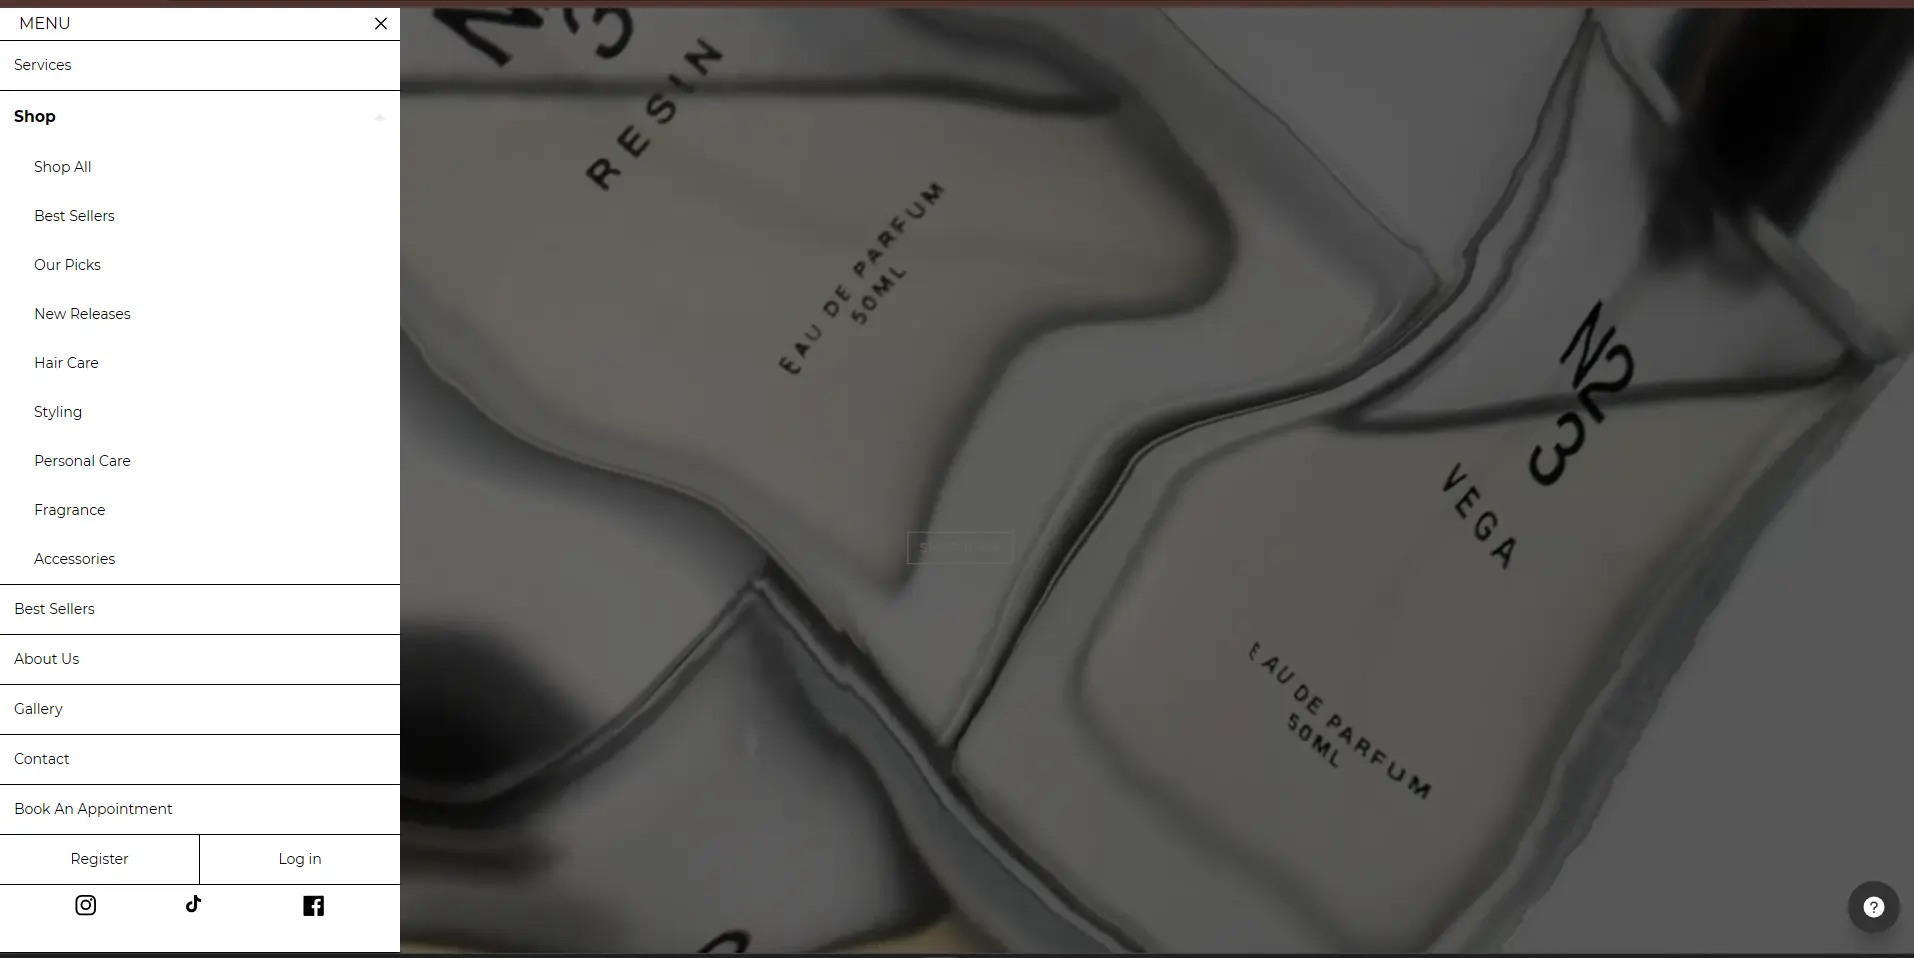 MENU
Services
Shop
Shop All
Best Sellers
Our Picks
New Releases
Hair Care
Styling
Personal Care
Fragrance
Accessories
Best Sellers
About Us
Gallery
Contact
Book An Appointment
Register
Log in
RESIN
EAU DE PARFUM
50ML
N2
3
VEGA
EAU DE PARFUM
50ML
?